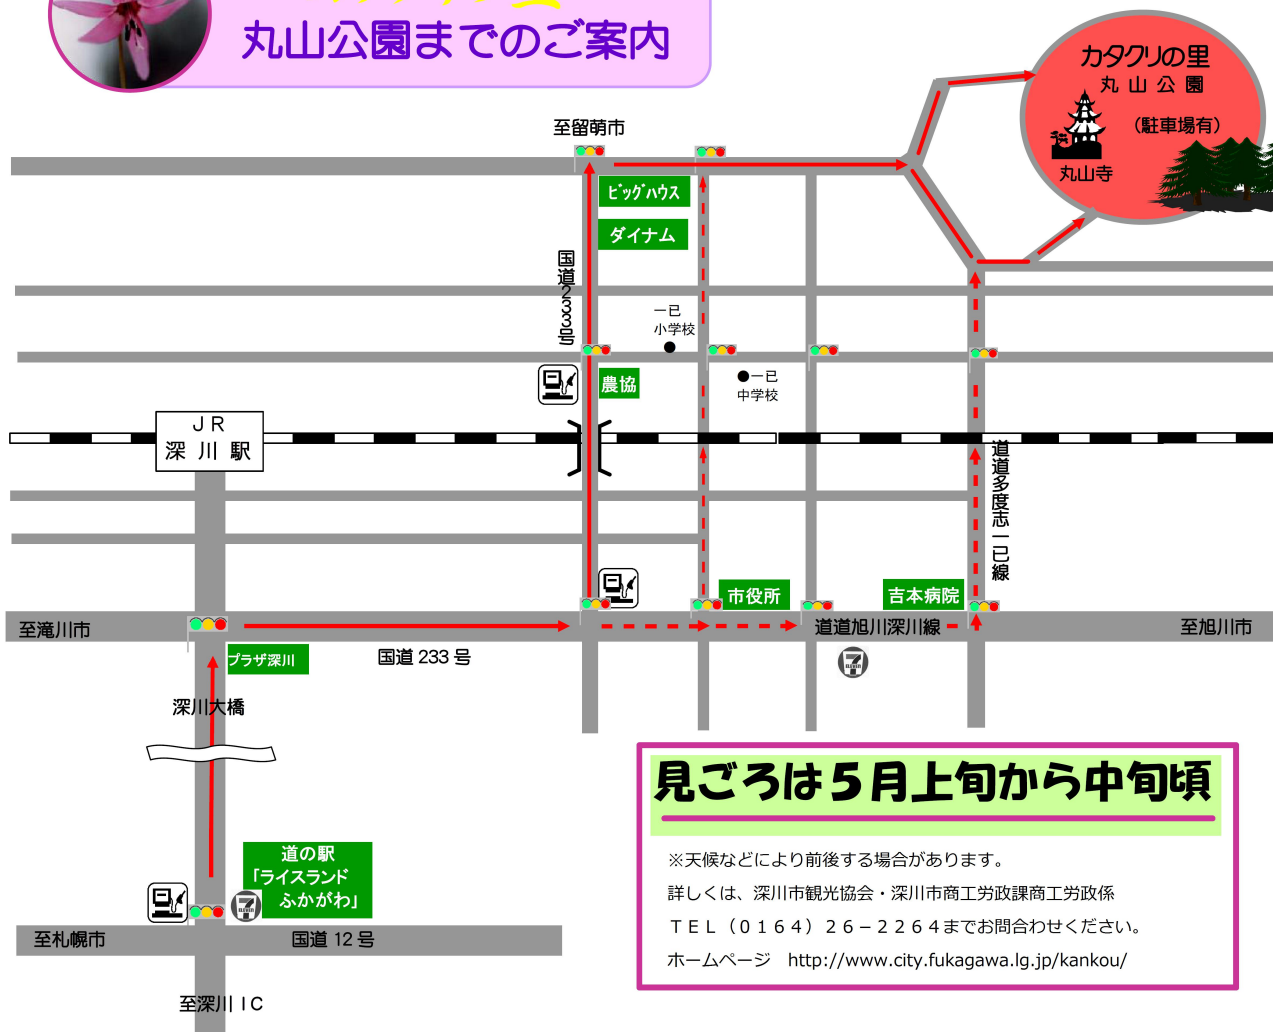 丸山公園までのご案内
カタクリの里
丸山公園
（駐車場有）
丸山寺
至留萌市
ビッグハウス
ダイナム
国道233号
一已
小学校
一已
中学校
農協
JR
深川駅
道道多度志一已線
市役所
吉本病院
至滝川市
道道旭川深川線
至旭川市
プラザ深川
国道233号
7
ELEVEN
深川大橋
見ごろは5月上旬から中旬頃
※天候などにより前後する場合があります。
詳しくは、深川市観光協会・深川市商工労政課商工労政係
ＴＥＬ（０１６４）２６－２２６４までお問合わせください。
ホームページ　http://www.city.fukagawa.lg.jp/kankou/
道の駅
「ライスランド
ふかがわ」
7
ELEVEN
至札幌市
国道12号
至深川IC